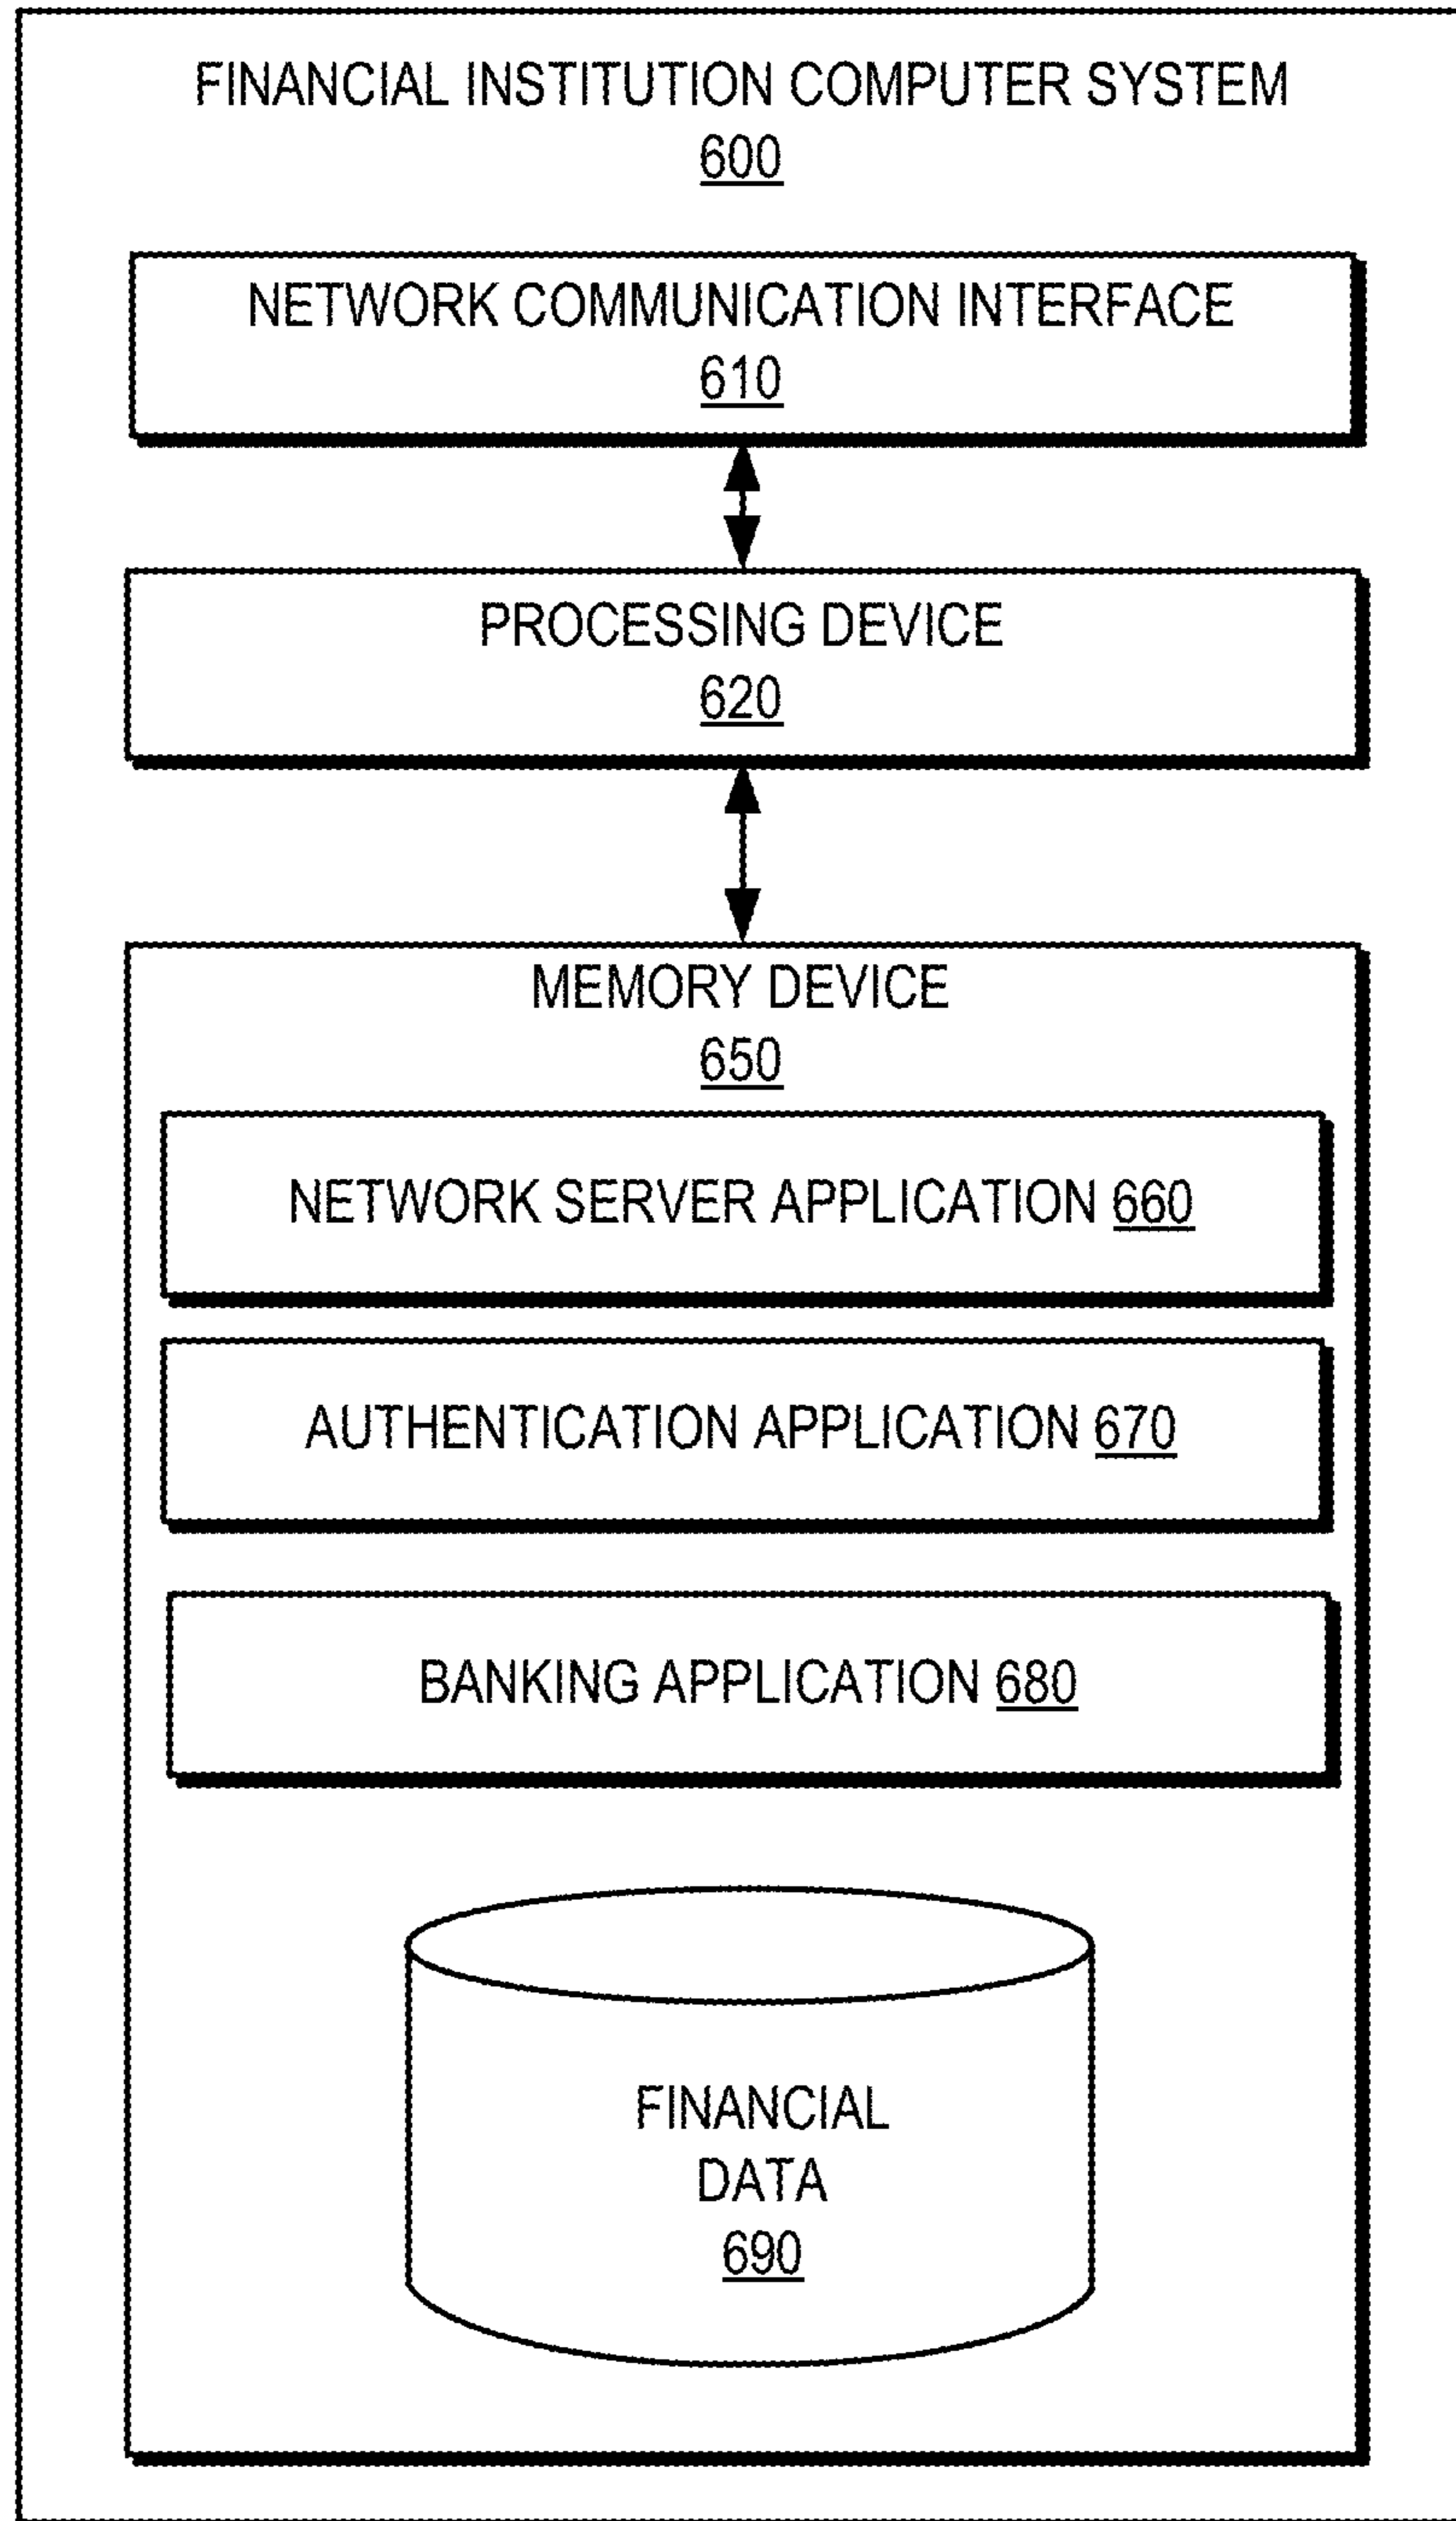 FINANCIAL INSTITUTION COMPUTER SYSTEM
600
NETWORK COMMUNICATION INTERFACE
610
PROCESSING DEVICE
620
MEMORY DEVICE
650
NETWORK SERVER APPLICATION 660
AUTHENTICATION APPLICATION 670
BANKING APPLICATION 680
FINANCIAL
DATA
690